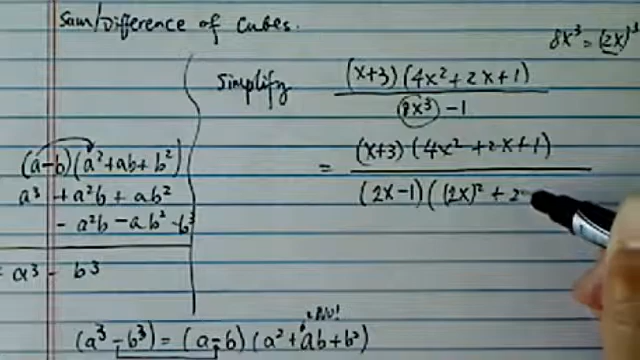 Sum/Difference of Cubes.
8x³ = (2x)³
Simplify (x+3)(4x²+2x+1)
8x³ -1
(a-b)(a²+ab+b²)
a³ +a²b + ab²
- a²b - ab² - b³
= a³ - b³
= (x+3)(4x²+2x+1)
(2x-1)((2x)² + 2
(a³ - b³) = (a-b)(a²+ab+b²)